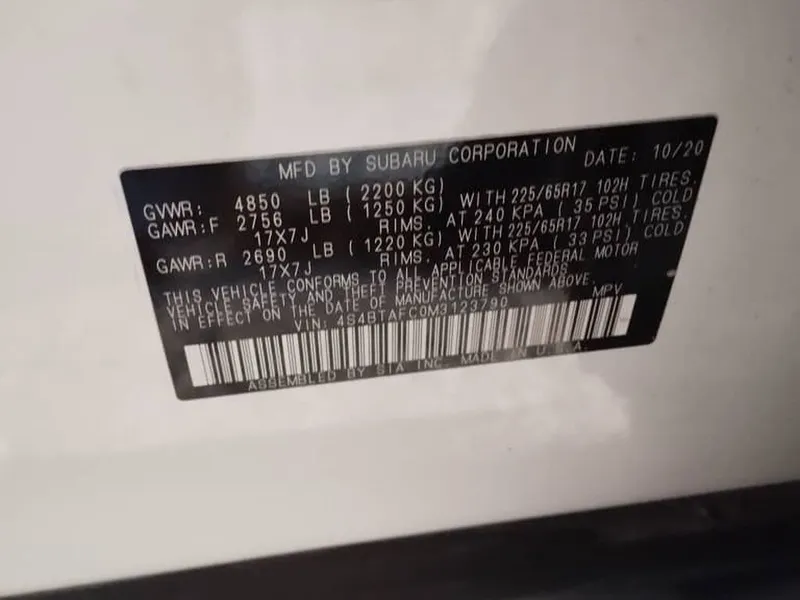 MFD BY SUBARU CORPORATION DATE: 10/20
GVWR: 4850 LB (2200 KG)
GAWR:F 2756 LB (1250 KG) WITH 225/65R17 102H TIRES.
17X7J RIMS. AT 240 KPA (35 PSI) COLD
GAWR:R 2690 LB (1220 KG) WITH 225/65R17 102H TIRES.
17X7J RIMS. AT 230 KPA (33 PSI) COLD
THIS VEHICLE CONFORMS TO ALL APPLICABLE FEDERAL MOTOR
VEHICLE SAFETY AND THEFT PREVENTION STANDARDS
IN EFFECT ON THE DATE OF MANUFACTURE SHOWN ABOVE.
VIN: 4S4BTAFC0M3123790 MPV
ASSEMBLED BY SIA INC. MADE IN U.S.A.